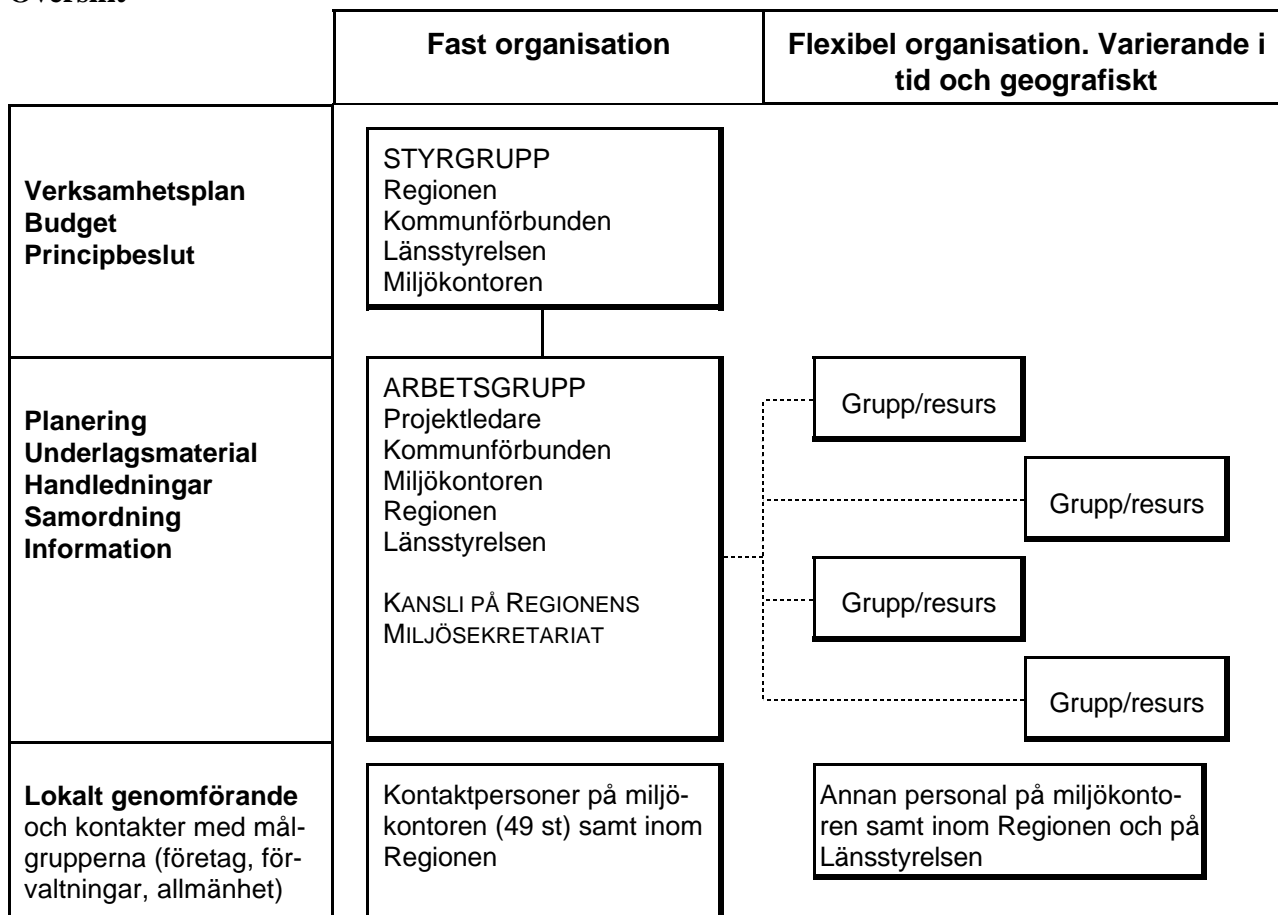 Översikt
Fast organisation
Flexibel organisation. Varierande i
tid och geografiskt
Verksamhetsplan
Budget
Principbeslut
STYRGRUPP
Regionen
Kommunförbunden
Länsstyrelsen
Miljökontoren
Planering
Underlagsmaterial
Handledningar
Samordning
Information
ARBETSGRUPP
Projektledare
Kommunförbunden
Miljökontoren
Regionen
Länsstyrelsen
KANSLI PÅ REGIONENS
MILJÖSEKRETARIAT
Grupp/resurs
Grupp/resurs
Grupp/resurs
Grupp/resurs
Lokalt genomförande
och kontakter med mål-
grupperna (företag, för-
valtningar, allmänhet)
Kontaktpersoner på miljö-
kontoren (49 st) samt inom
Regionen
Annan personal på miljökonto-
ren samt inom Regionen och på
Länsstyrelsen